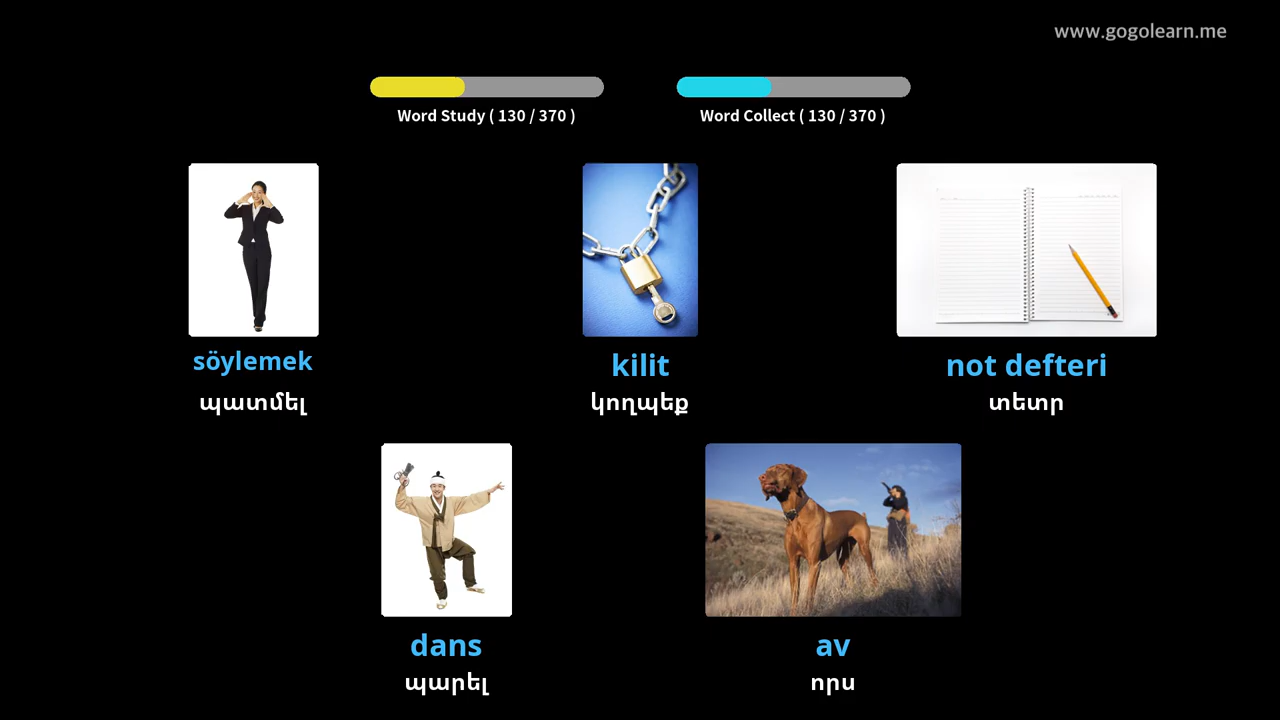 www.gogolearn.me
Word Study ( 130 / 370 )
Word Collect ( 130 / 370 )
söylemek
պատմել
kilit
կողպեք
not defteri
տետր
dans
պարել
av
որս